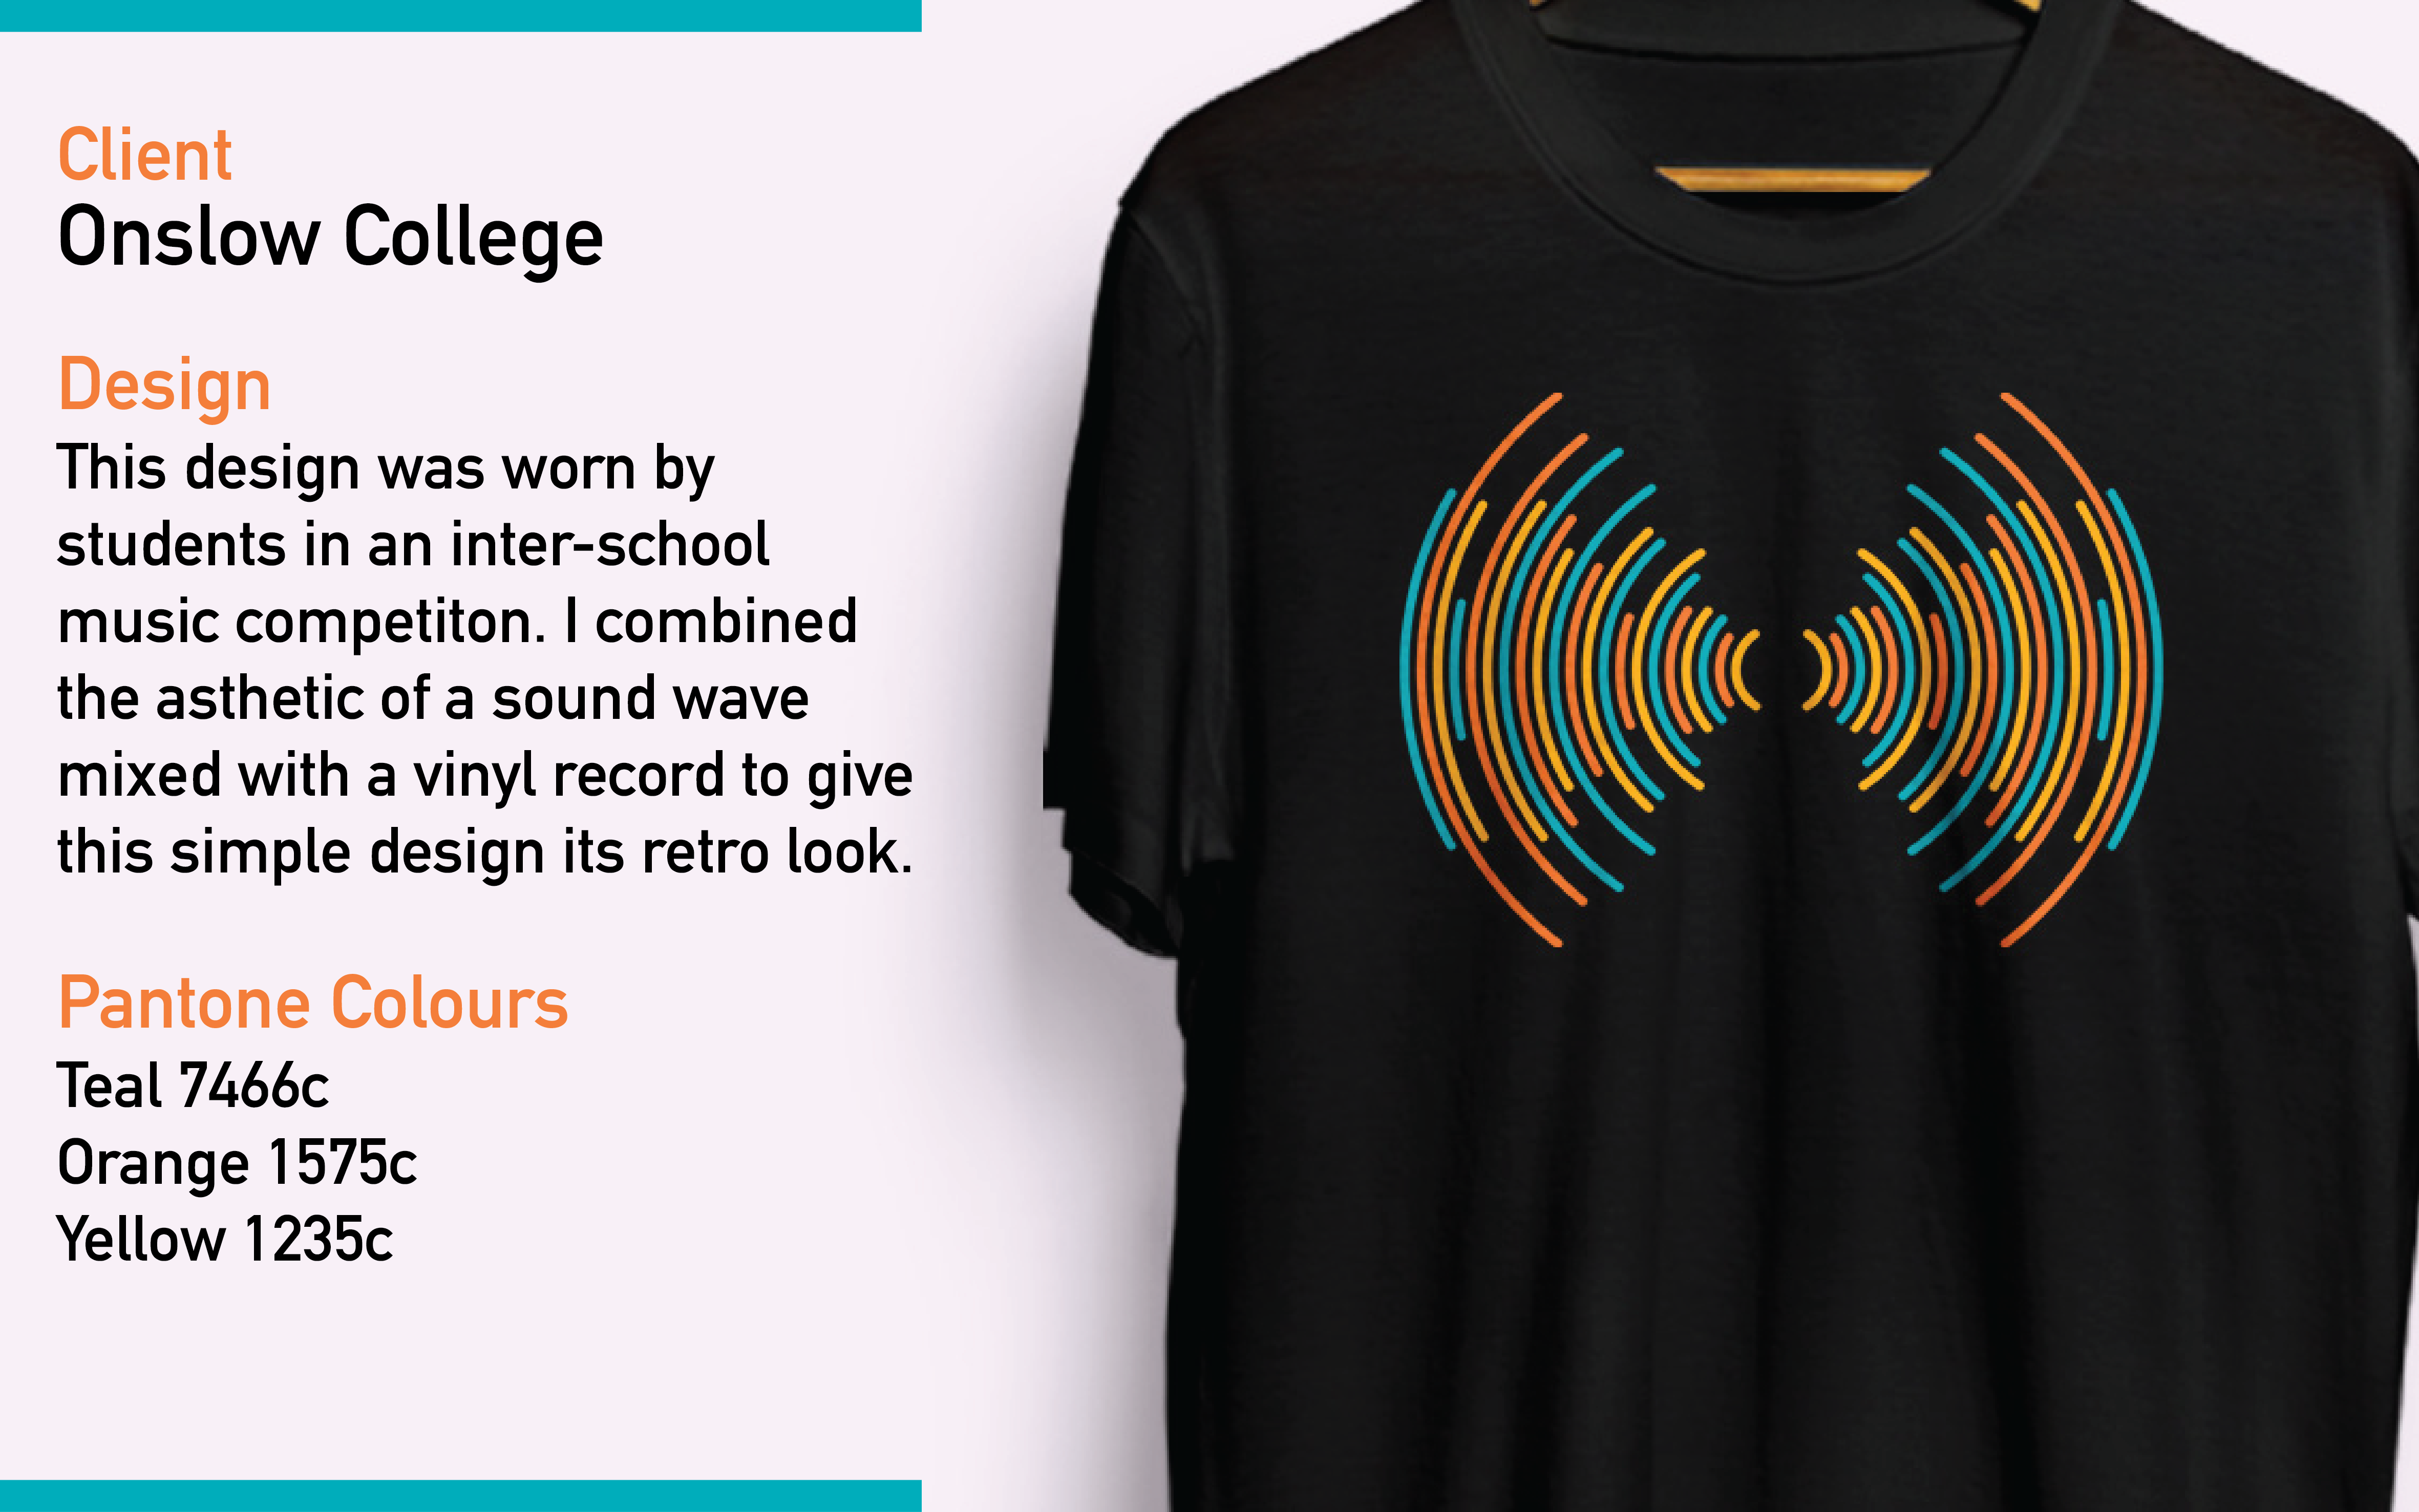 Client
Onslow College
Design
This design was worn by
students in an inter-school
music competiton. I combined
the asthetic of a sound wave
mixed with a vinyl record to give
this simple design its retro look.
Pantone Colours
Teal 7466c
Orange 1575c
Yellow 1235c